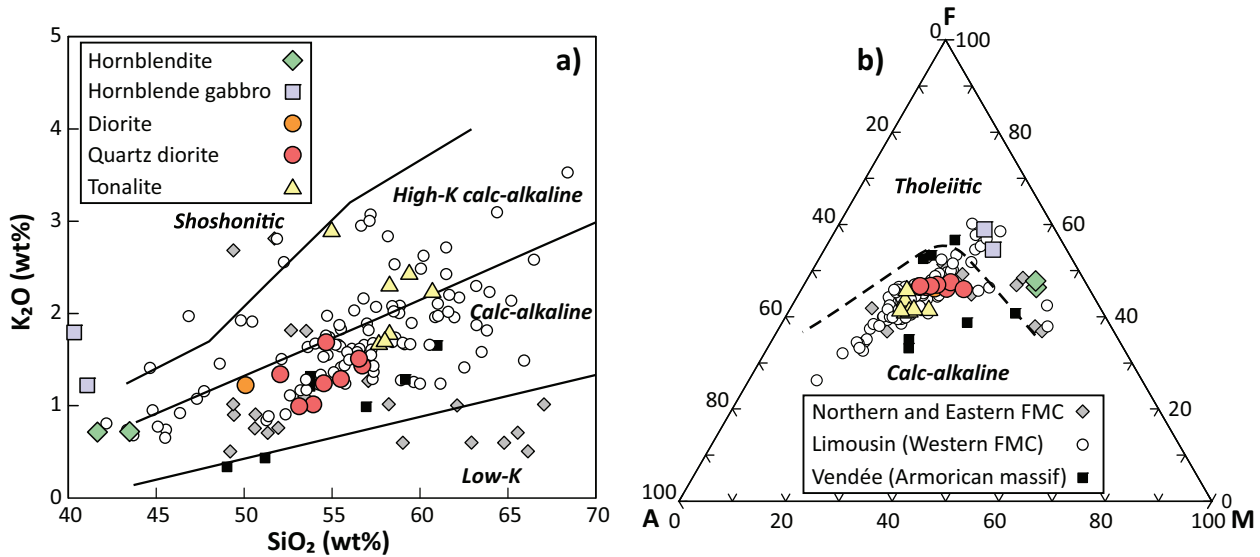 a)
Hornblendite
Hornblende gabbro
Diorite
Quartz diorite
Tonalite
Shoshonitic
High-K calc-alkaline
Calc-alkaline
Low-K
5
4
3
2
1
0
K₂O (wt%)
40 45 50 55 60 65 70
SiO₂ (wt%)
b)
F
0 100
20 80
40 60
60 40
80 20
100 0
A 0 20 40 60 80 100 M
Tholeiitic
Calc-alkaline
Northern and Eastern FMC
Limousin (Western FMC)
Vendée (Armorican massif)